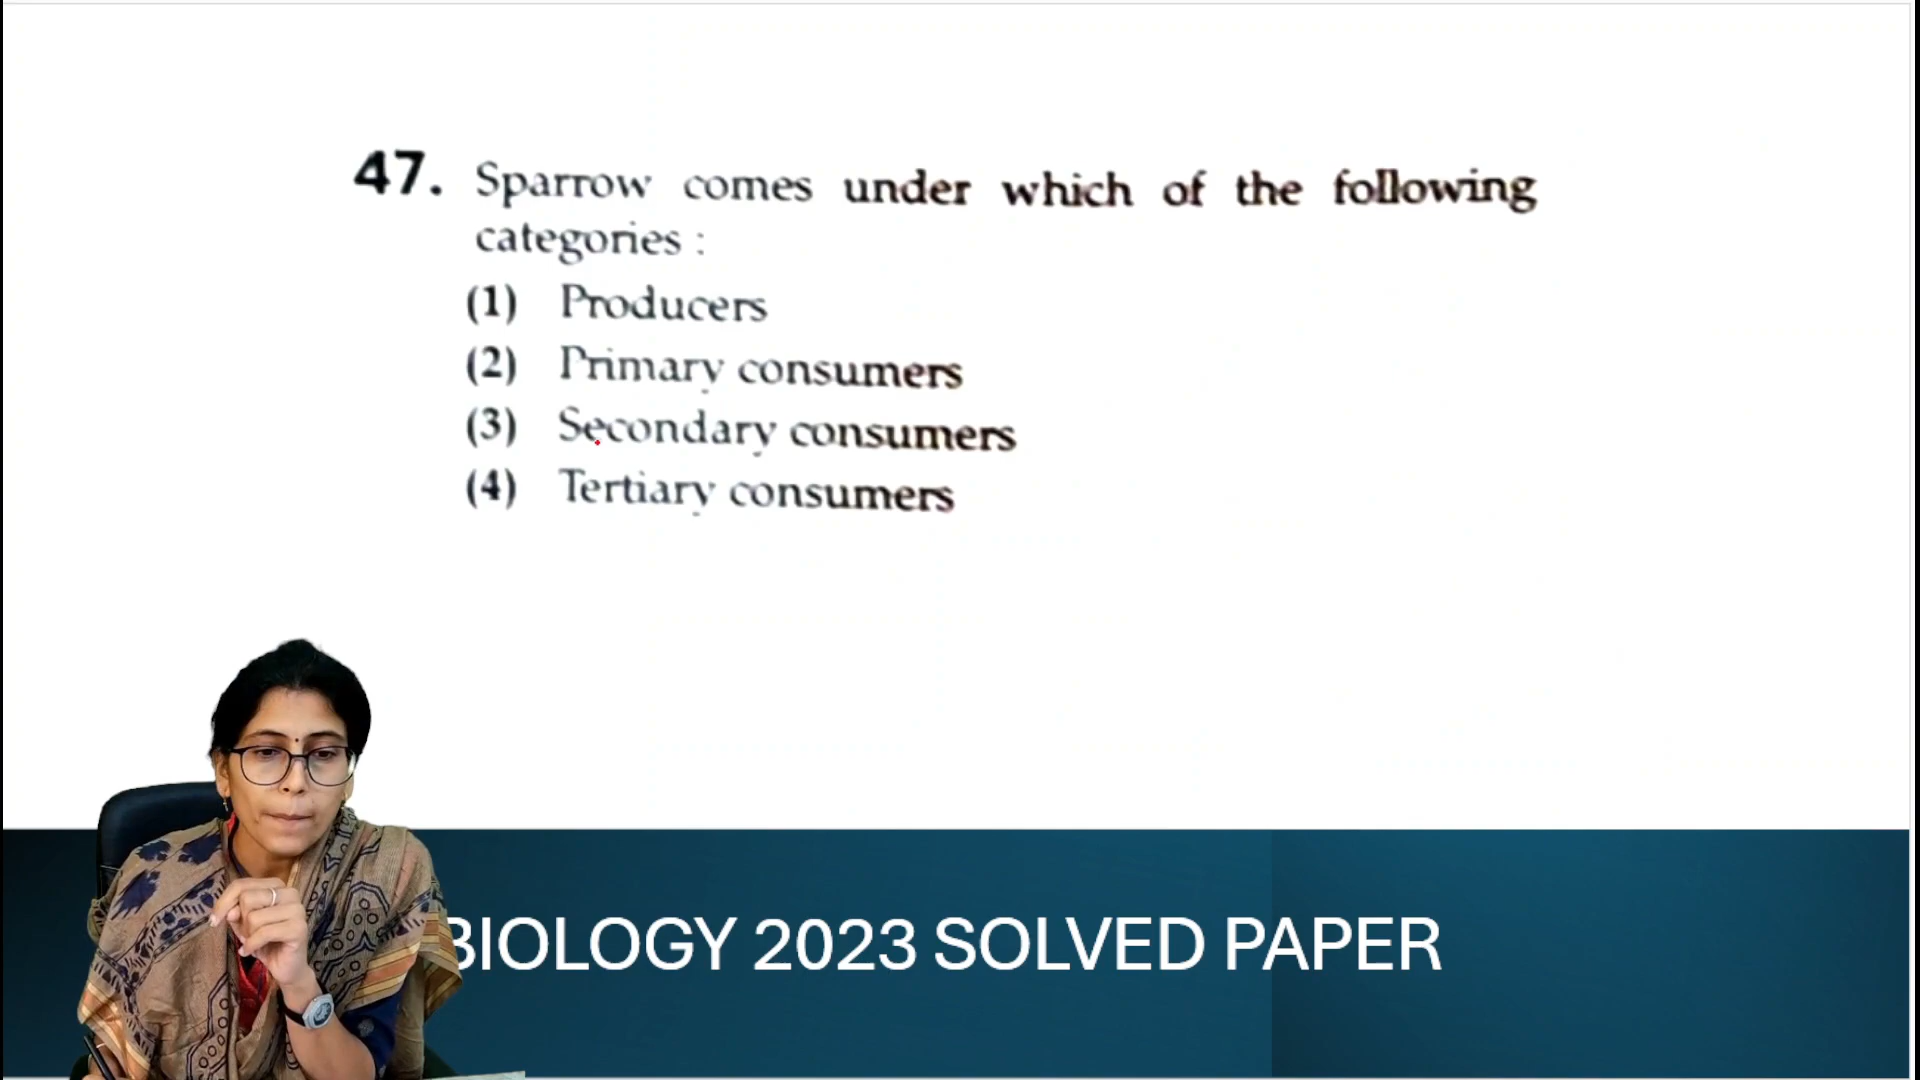 47. Sparrow comes under which of the following
categories :
(1) Producers
(2) Primary consumers
(3) Secondary consumers
(4) Tertiary consumers
BIOLOGY 2023 SOLVED PAPER